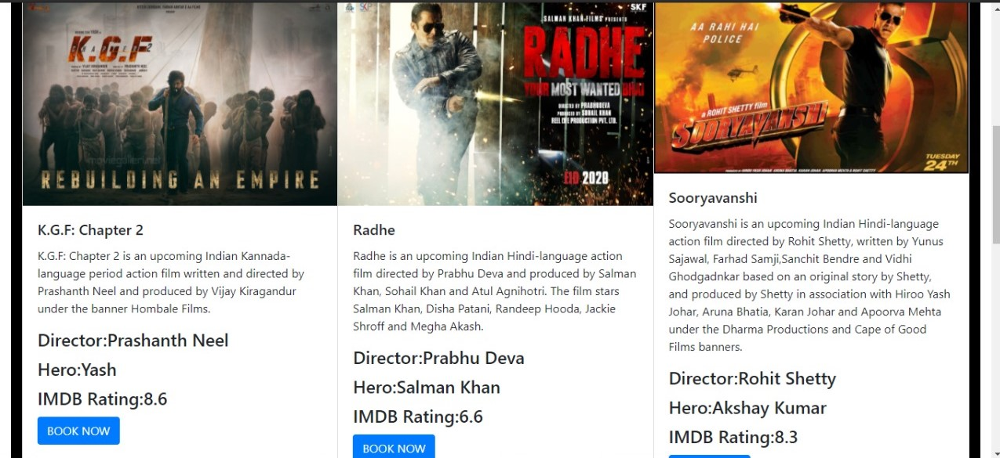 K.G.F
CHAPTER 2
REBUILDING AN EMPIRE
moviegalleri.net
K.G.F: Chapter 2
K.G.F: Chapter 2 is an upcoming Indian Kannada-
language period action film written and directed by
Prashanth Neel and produced by Vijay Kiragandur
under the banner Hombale Films.
Director:Prashanth Neel
Hero:Yash
IMDB Rating:8.6
BOOK NOW
SKF
SALMAN KHAN FILMS PRESENTS
RADHE
YOUR MOST WANTED BHAI
DIRECTED BY PRABHUDEVA
PRODUCED BY SOHAIL KHAN
REEL LIFE PRODUCTION PVT. LTD.
EID 2020
Radhe
Radhe is an upcoming Indian Hindi-language action
film directed by Prabhu Deva and produced by Salman
Khan, Sohail Khan and Atul Agnihotri. The film stars
Salman Khan, Disha Patani, Randeep Hooda, Jackie
Shroff and Megha Akash.
Director:Prabhu Deva
Hero:Salman Khan
IMDB Rating:6.6
BOOK NOW
AA RAHI HAI
POLICE
a ROHIT SHETTY film
SOORYAVANSHI
TUESDAY
24TH
Sooryavanshi
Sooryavanshi is an upcoming Indian Hindi-language
action film directed by Rohit Shetty, written by Yunus
Sajawal, Farhad Samji,Sanchit Bendre and Vidhi
Ghodgadnkar based on an original story by Shetty,
and produced by Shetty in association with Hiroo Yash
Johar, Aruna Bhatia, Karan Johar and Apoorva Mehta
under the Dharma Productions and Cape of Good
Films banners.
Director:Rohit Shetty
Hero:Akshay Kumar
IMDB Rating:8.3